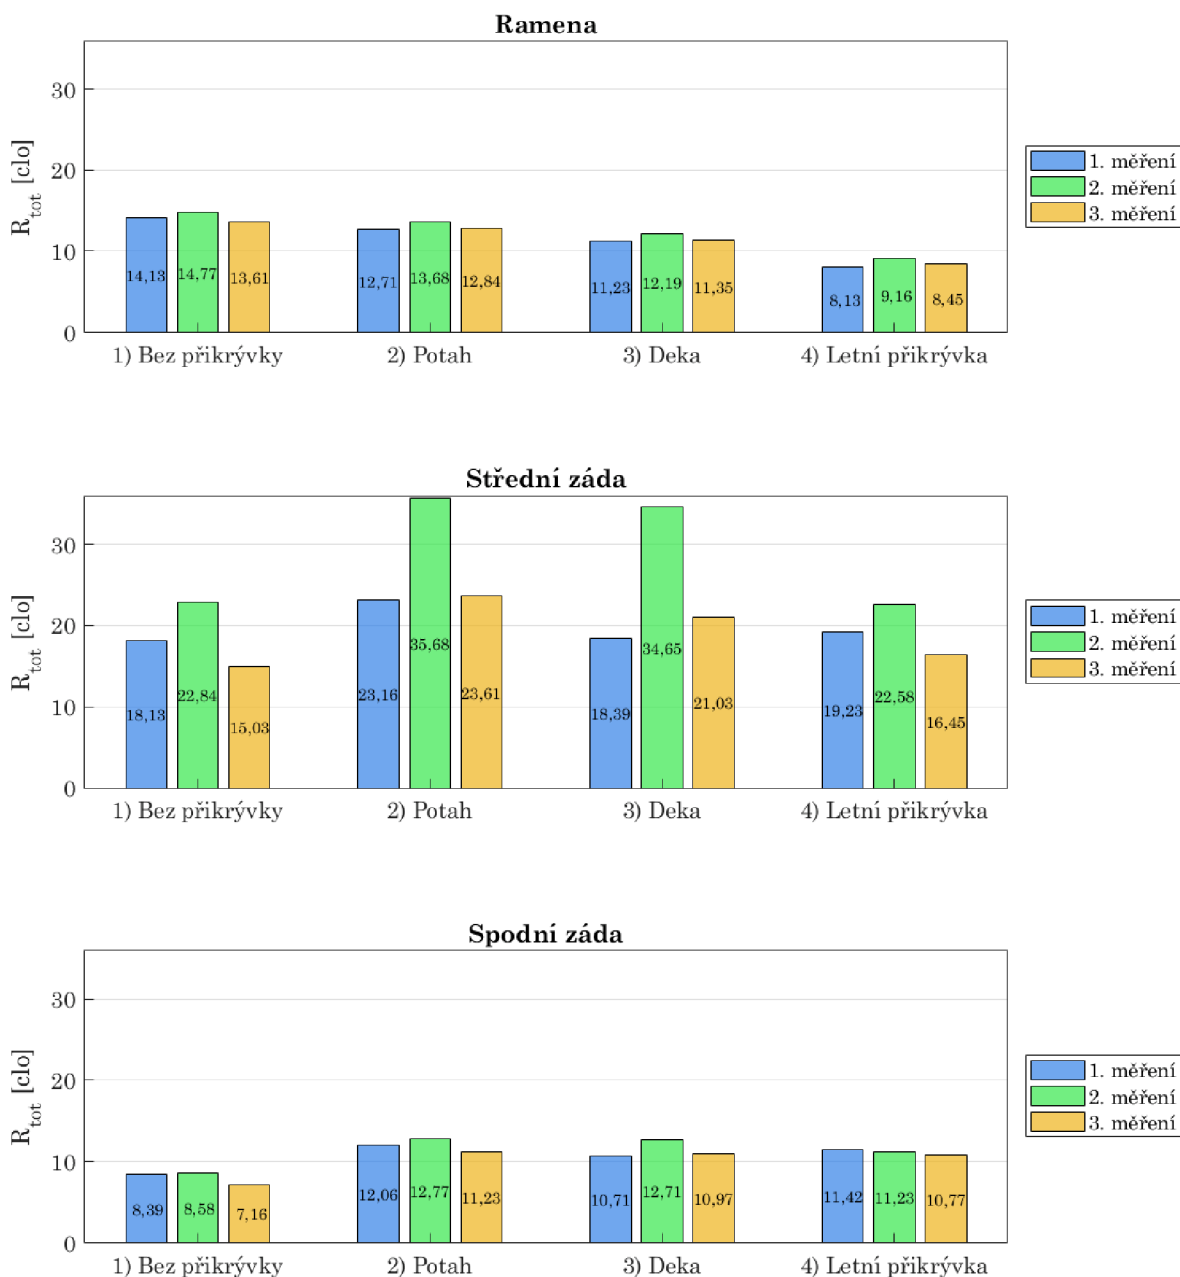 Ramena
R_tot [clo]
30
20
10
0
14,13 14,77 13,61 12,71 13,68 12,84 11,23 12,19 11,35 8,13 9,16 8,45
1) Bez přikrývky 2) Potah 3) Deka 4) Letní přikrývka
1. měření
2. měření
3. měření
Střední záda
R_tot [clo]
30
20
10
0
18,13 22,84 15,03 23,16 35,68 23,61 18,39 34,65 21,03 19,23 22,58 16,45
1) Bez přikrývky 2) Potah 3) Deka 4) Letní přikrývka
1. měření
2. měření
3. měření
Spodní záda
R_tot [clo]
30
20
10
0
8,39 8,58 7,16 12,06 12,77 11,23 10,71 12,71 10,97 11,42 11,23 10,77
1) Bez přikrývky 2) Potah 3) Deka 4) Letní přikrývka
1. měření
2. měření
3. měření